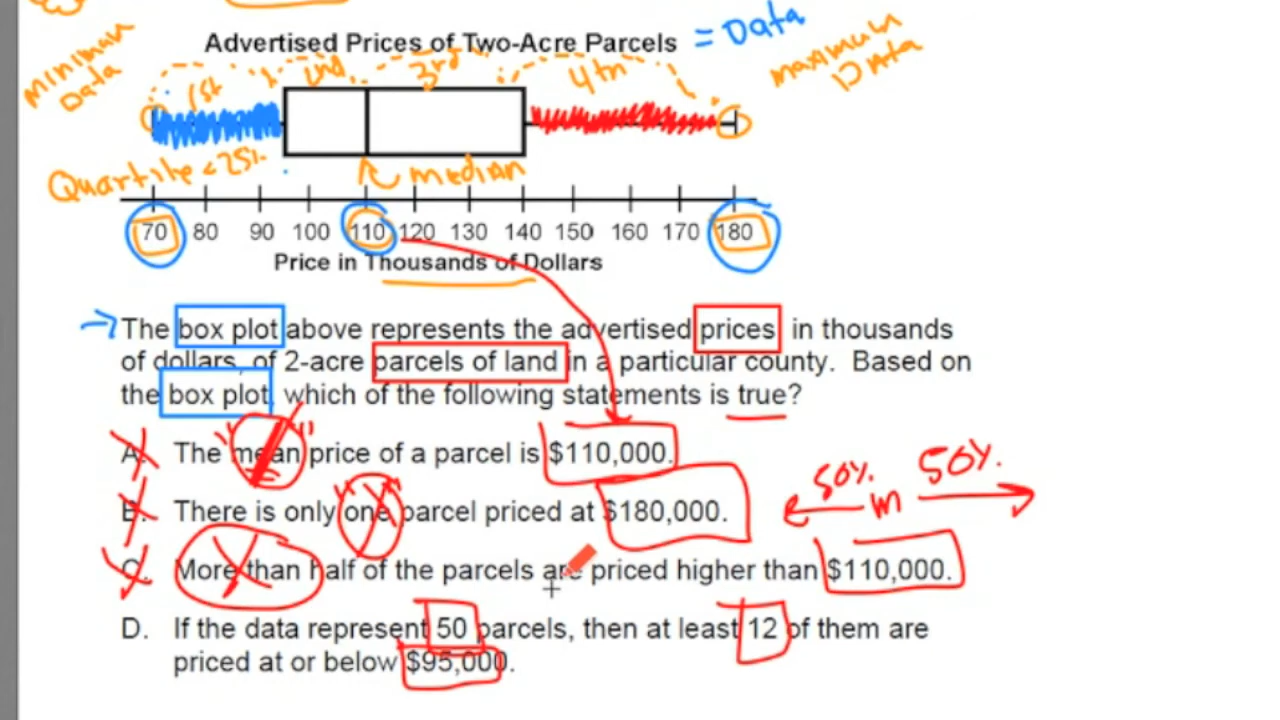 Advertised Prices of Two-Acre Parcels = Data
minimum
Data
maximum
Data
1st 2nd 3rd 4th
Quartile < 25%
median
70 80 90 100 110 120 130 140 150 160 170 180
Price in Thousands of Dollars
The box plot above represents the advertised prices in thousands
of dollars, of 2-acre parcels of land in a particular county. Based on
the box plot, which of the following statements is true?
A. The mean price of a parcel is $110,000.
B. There is only one parcel priced at $180,000.
50% m 50%
C. More than half of the parcels are priced higher than $110,000.
D. If the data represent 50 parcels, then at least 12 of them are
priced at or below $95,000.